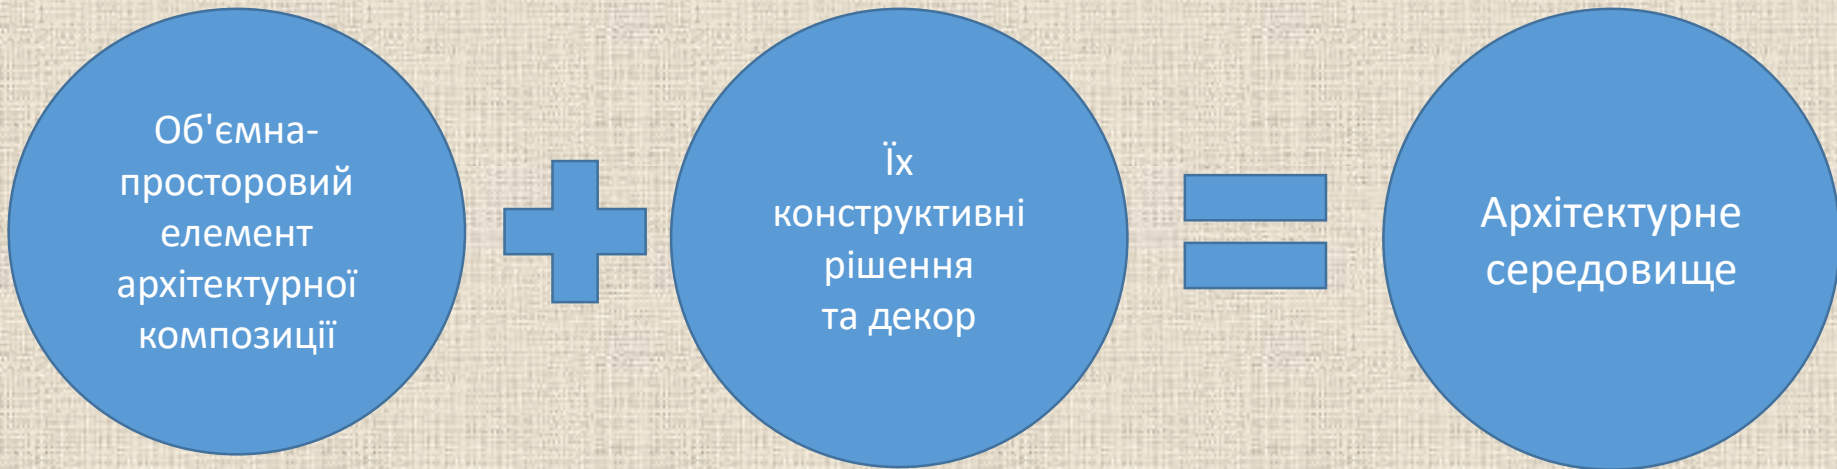 Об'ємна-
просторовий
елемент
архітектурної
композиції
Їх
конструктивні
рішення
та декор
Архітектурне
середовище